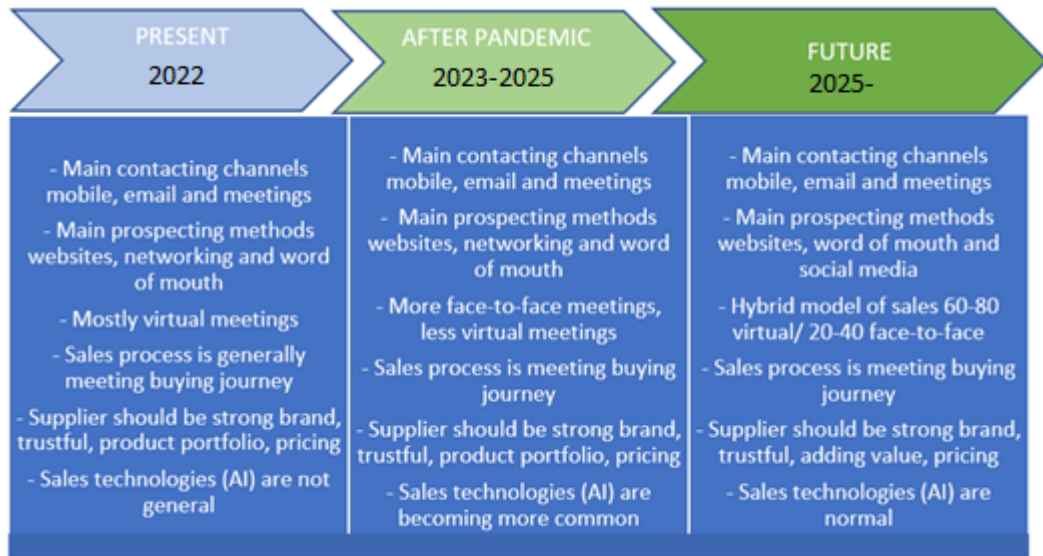 PRESENT
2022
- Main contacting channels
mobile, email and meetings
- Main prospecting methods
websites, networking and word
of mouth
- Mostly virtual meetings
- Sales process is generally
meeting buying journey
- Supplier should be strong brand,
trustful, product portfolio, pricing
- Sales technologies (AI) are not
general
AFTER PANDEMIC
2023-2025
- Main contacting channels
mobile, email and meetings
- Main prospecting methods
websites, networking and word
of mouth
- More face-to-face meetings,
less virtual meetings
- Sales process is meeting buying
journey
- Supplier should be strong brand,
trustful, product portfolio, pricing
- Sales technologies (AI) are
becoming more common
FUTURE
2025-
- Main contacting channels
mobile, email and meetings
- Main prospecting methods
websites, word of mouth and
social media
- Hybrid model of sales 60-80
virtual/ 20-40 face-to-face
- Sales process is meeting buying
journey
- Supplier should be strong brand,
trustful, adding value, pricing
- Sales technologies (AI) are
normal